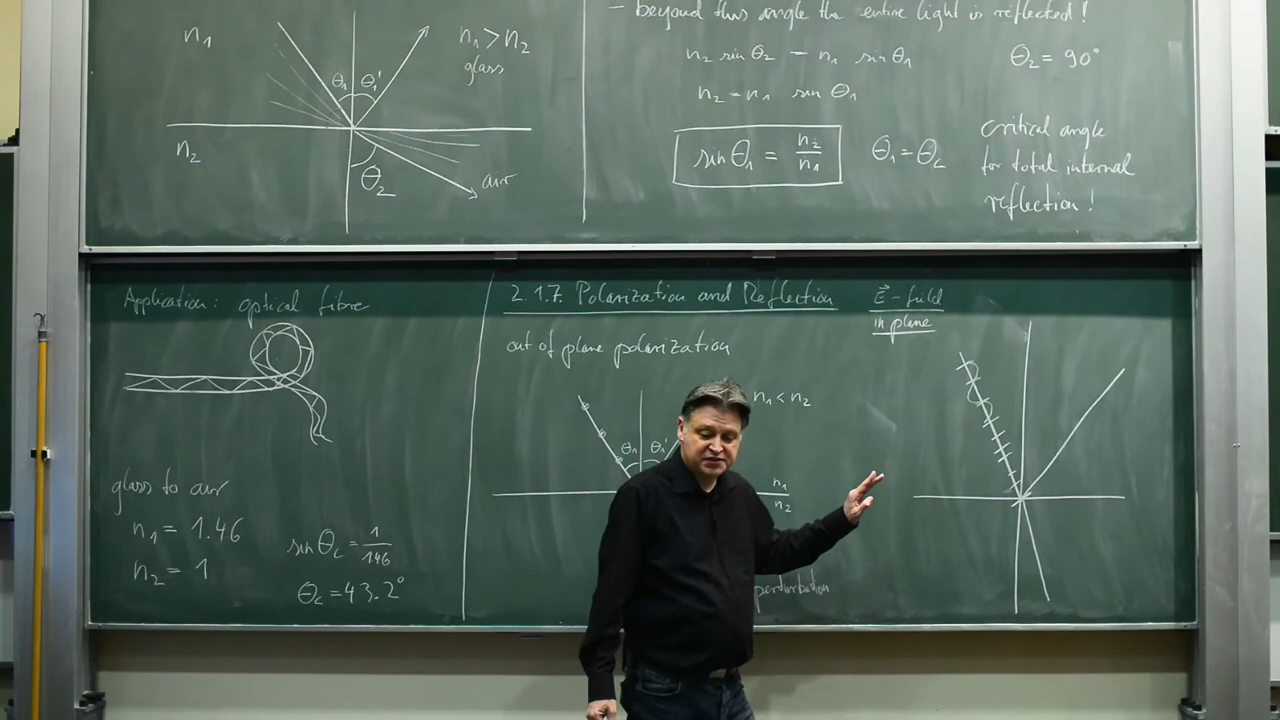 n₁
θ₁ θ₁'
n₁ > n₂
glass
n₂
θ₂
air
- beyond this angle the entire light is reflected!
n₂ sin θ₂ = n₁ sin θ₁
θ₂ = 90°
n₂ = n₁ sin θ₁
sin θ₁ = n₂/n₁
θ₁ = θc
critical angle
for total internal
reflection!
Application: optical fibre
glass to air
n₁ = 1.46
n₂ = 1
sin θc = 1/146
θc = 43.2°
2.1.7. Polarization and Reflection
out of plane polarization
n₁ < n₂
θ₁ θ₁'
n₁
n₂
perturbation
E⃗-field
in plane